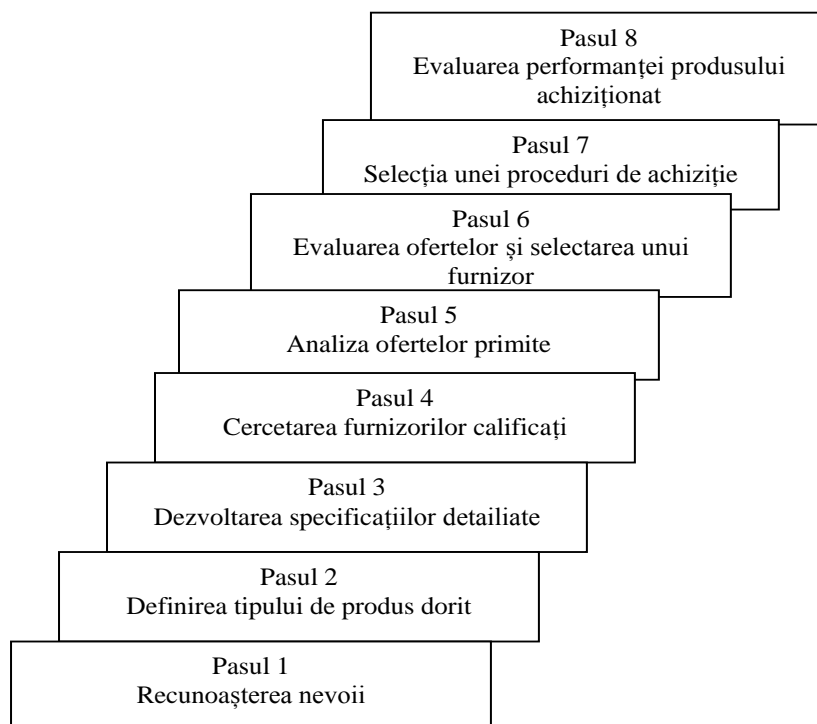 Pasul 8
Evaluarea performanței produsului
achiziționat
Pasul 7
Selecția unei proceduri de achiziție
Pasul 6
Evaluarea ofertelor și selectarea unui
furnizor
Pasul 5
Analiza ofertelor primite
Pasul 4
Cercetarea furnizorilor calificați
Pasul 3
Dezvoltarea specificațiilor detailiate
Pasul 2
Definirea tipului de produs dorit
Pasul 1
Recunoașterea nevoii